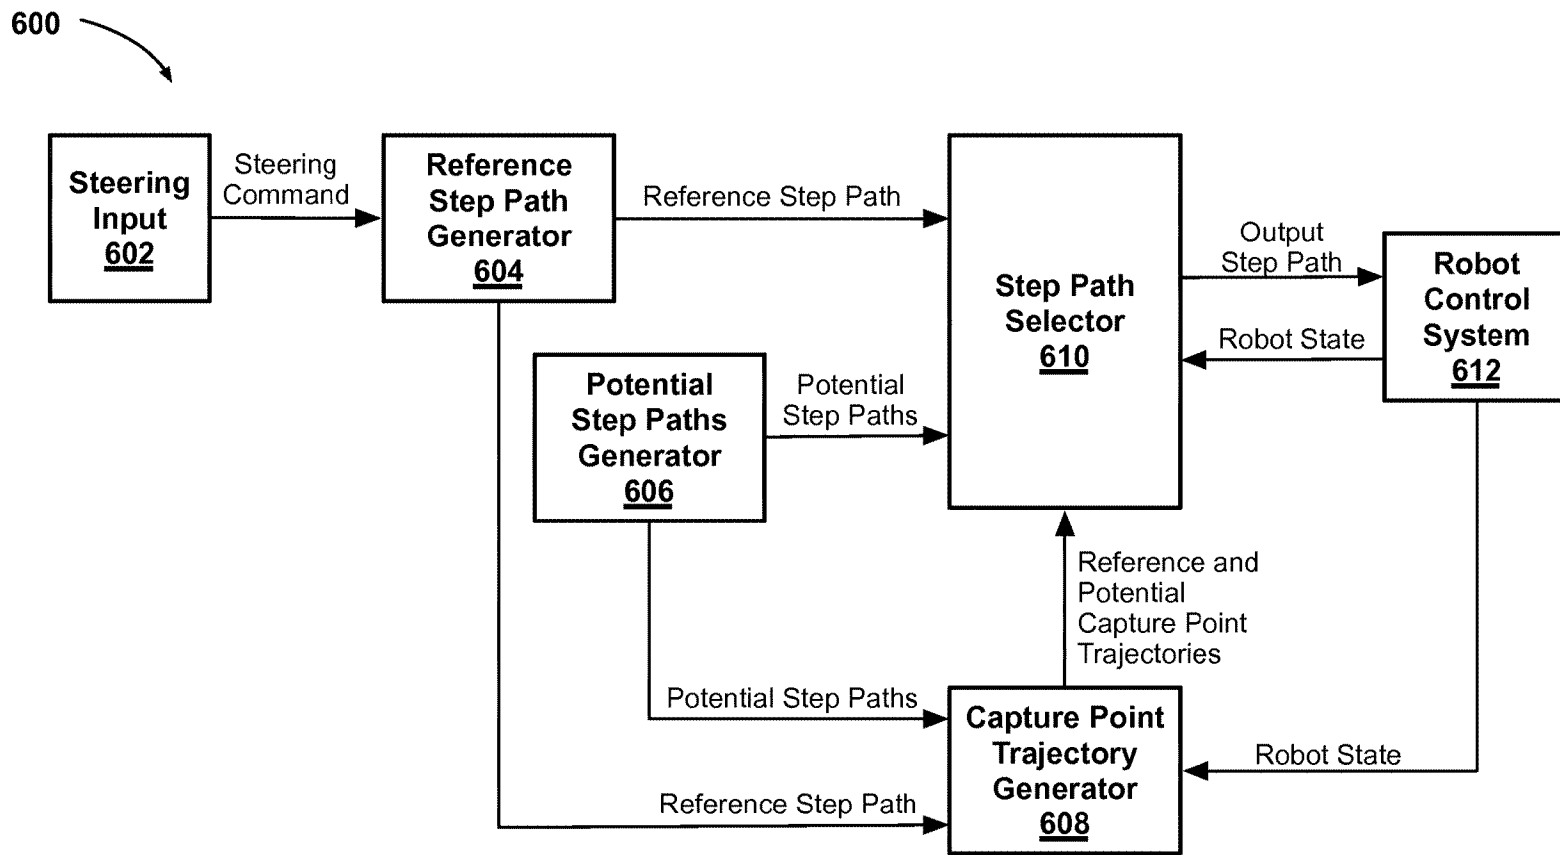 600
Steering
Input
602
Steering
Command
Reference
Step Path
Generator
604
Reference Step Path
Step Path
Selector
610
Output
Step Path
Robot State
Robot
Control
System
612
Potential
Step Paths
Generator
606
Potential
Step Paths
Reference and
Potential
Capture Point
Trajectories
Potential Step Paths
Reference Step Path
Capture Point
Trajectory
Generator
608
Robot State